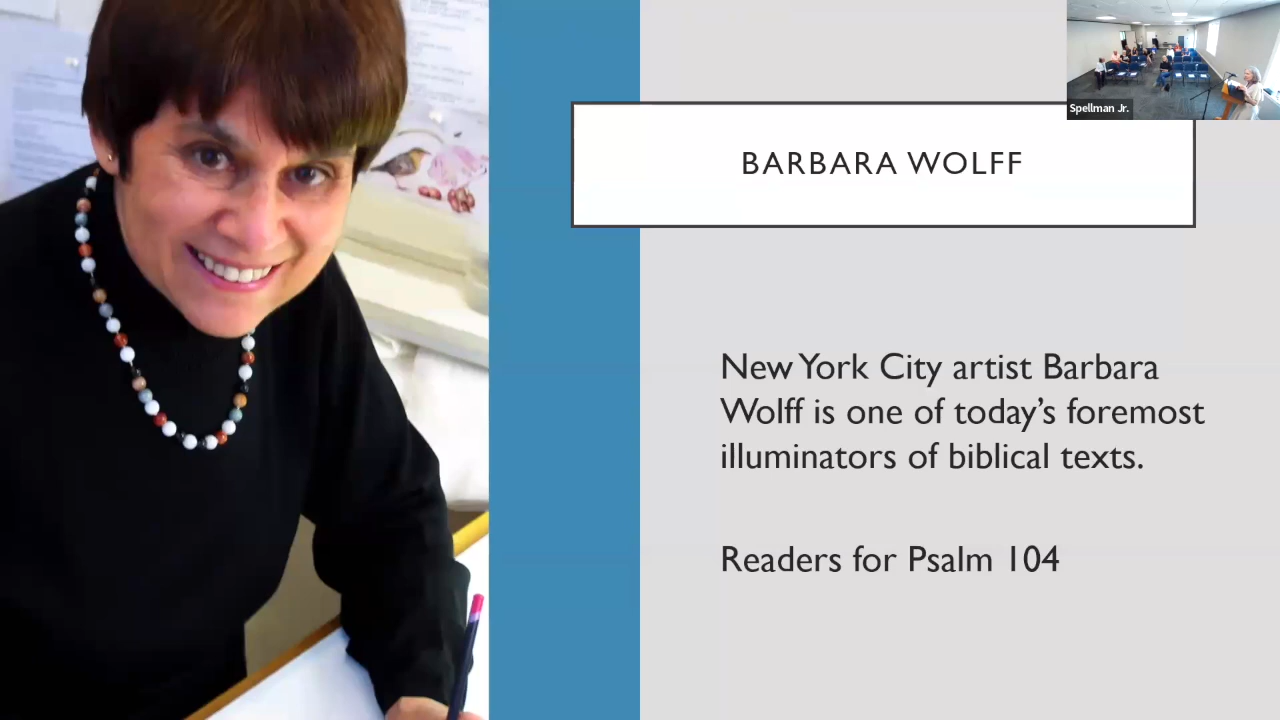 Spellman Jr.
BARBARA WOLFF
New York City artist Barbara
Wolff is one of today's foremost
illuminators of biblical texts.
Readers for Psalm 104